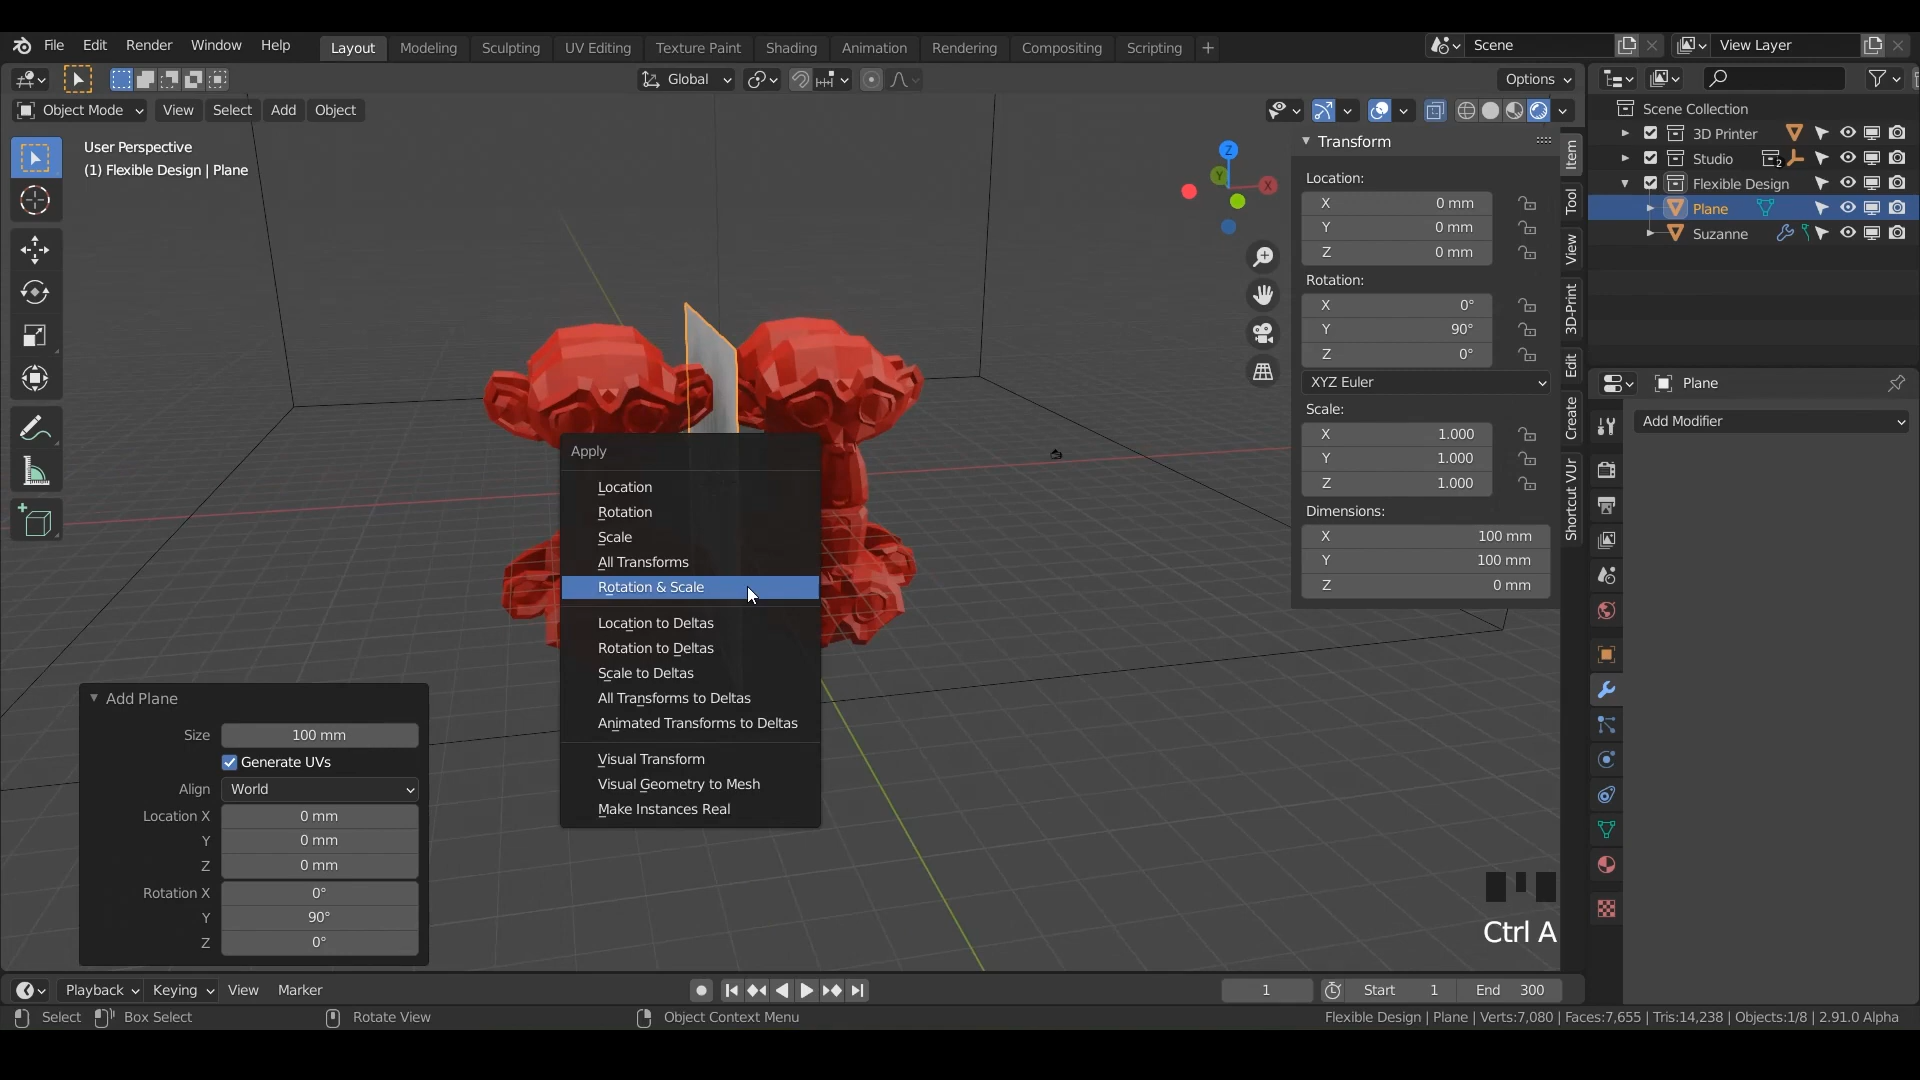 File Edit Render Window Help Layout Modeling Sculpting UV Editing Texture Paint Shading Animation Rendering Compositing Scripting + Scene View Layer
Global Options
Object Mode View Select Add Object
User Perspective
(1) Flexible Design | Plane
Z
Y
X
Transform
Location:
X 0 mm
Y 0 mm
Z 0 mm
Rotation:
X 0°
Y 90°
Z 0°
XYZ Euler
Scale:
X 1.000
Y 1.000
Z 1.000
Dimensions:
X 100 mm
Y 100 mm
Z 0 mm
Item
Tool
View
3D-Print
Edit
Create
Shortcut VUr
Scene Collection
3D Printer
Studio 2
Flexible Design
Plane
Suzanne
Plane
Add Modifier
Apply
Location
Rotation
Scale
All Transforms
Rotation & Scale
Location to Deltas
Rotation to Deltas
Scale to Deltas
All Transforms to Deltas
Animated Transforms to Deltas
Visual Transform
Visual Geometry to Mesh
Make Instances Real
Add Plane
Size 100 mm
Generate UVs
Align World
Location X 0 mm
Y 0 mm
Z 0 mm
Rotation X 0°
Y 90°
Z 0°
Ctrl A
Playback Keying View Marker 1 Start 1 End 300
Select Box Select Rotate View Object Context Menu Flexible Design | Plane | Verts:7,080 | Faces:7,655 | Tris:14,238 | Objects:1/8 | 2.91.0 Alpha